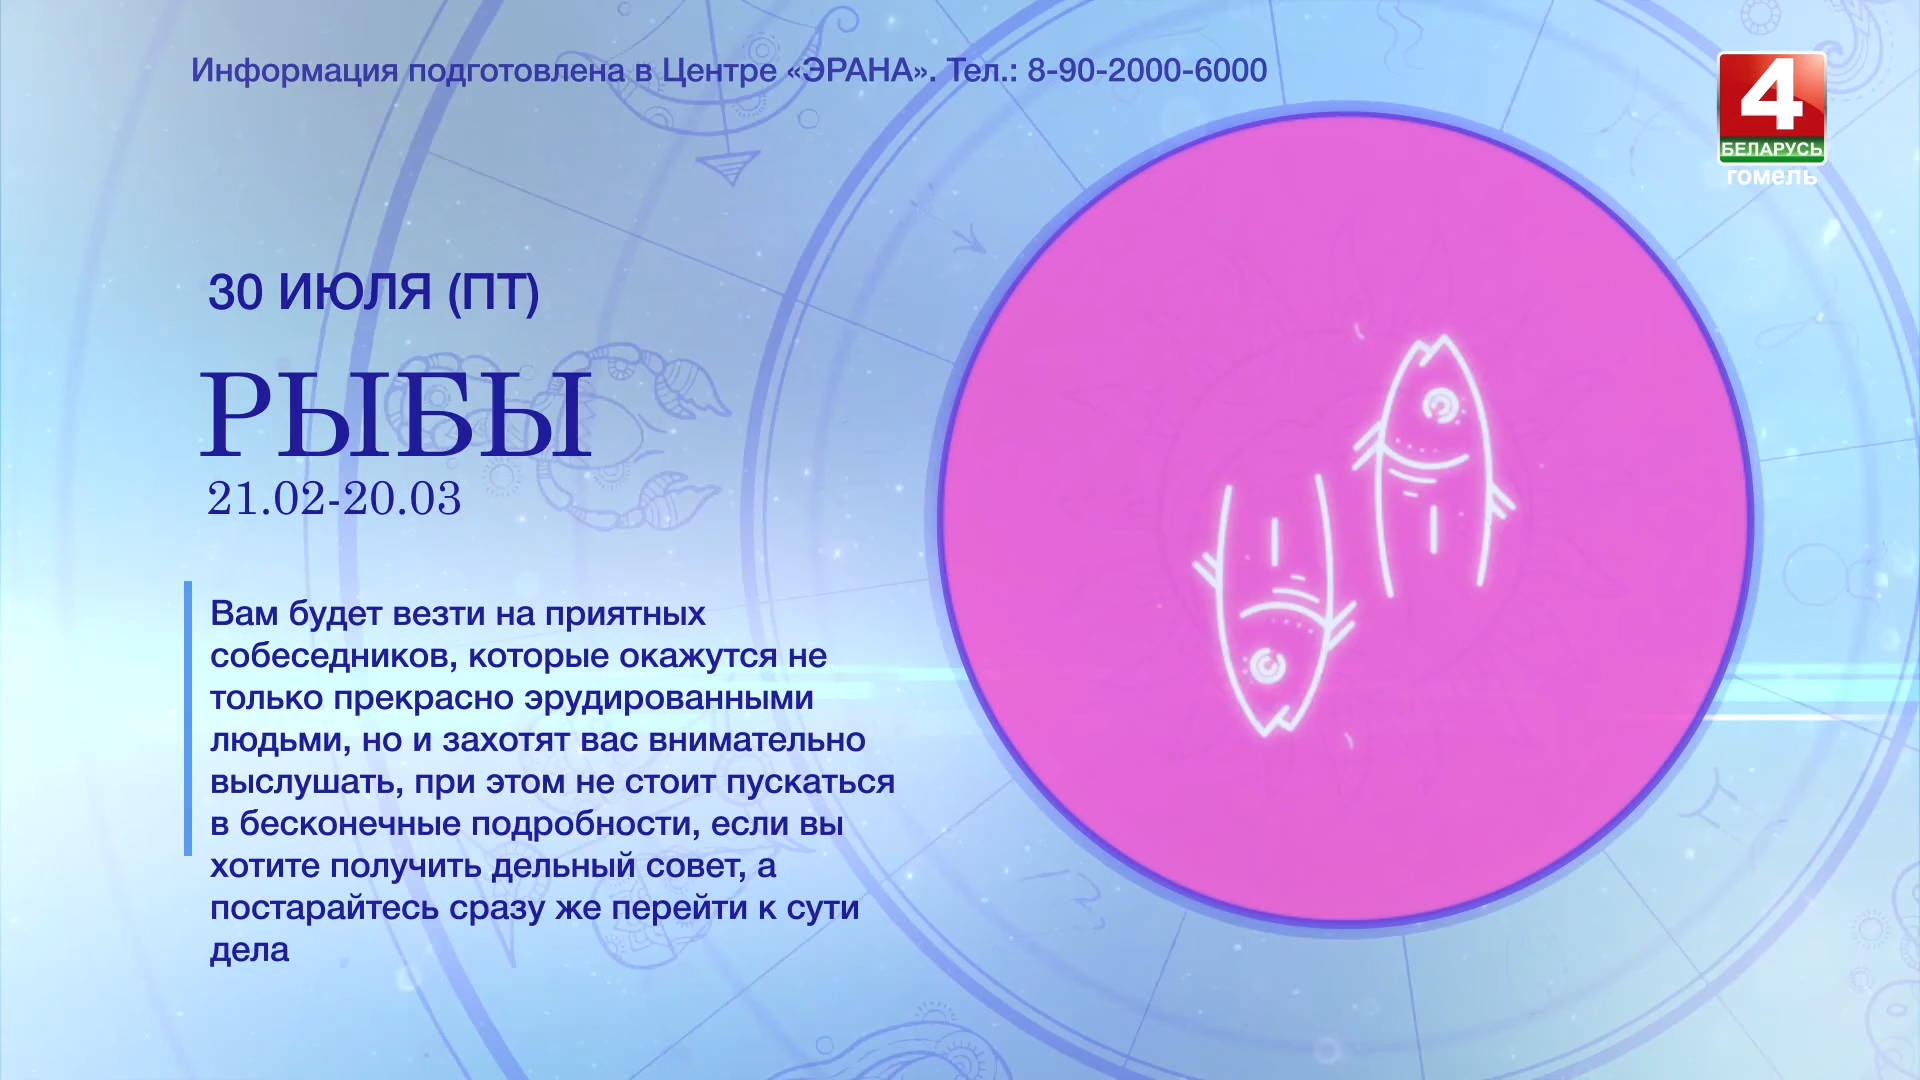 Информация подготовлена в Центре «ЭРАНА». Тел.: 8-90-2000-6000
4
БЕЛАРУСЬ
гомель
30 ИЮЛЯ (ПТ)
РЫБЫ
21.02-20.03
Вам будет везти на приятных
собеседников, которые окажутся не
только прекрасно эрудированными
людьми, но и захотят вас внимательно
выслушать, при этом не стоит пускаться
в бесконечные подробности, если вы
хотите получить дельный совет, а
постарайтесь сразу же перейти к сути
дела